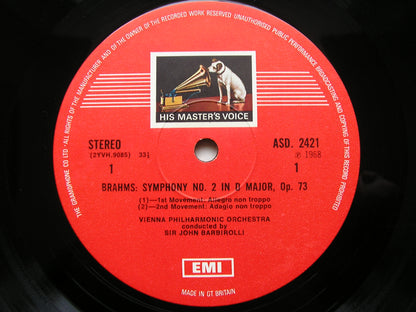 THE GRAMOPHONE CO LTD · ALL RIGHTS OF THE MANUFACTURER AND OF THE OWNER OF THE RECORDED WORK RESERVED UNAUTHORISED PUBLIC PERFORMANCE BROADCASTING AND COPYING OF THIS RECORD PROHIBITED
HIS MASTER'S VOICE
STEREO
ASD. 2421
(2YVH.9085) 33⅓
℗ 1968
1
1
BRAHMS: SYMPHONY NO. 2 IN D MAJOR, Op. 73
(1)—1st Movement: Allegro non troppo
(2)—2nd Movement: Adagio non troppo
VIENNA PHILHARMONIC ORCHESTRA
conducted by
SIR JOHN BARBIROLLI
EMI
MADE IN GT BRITAIN